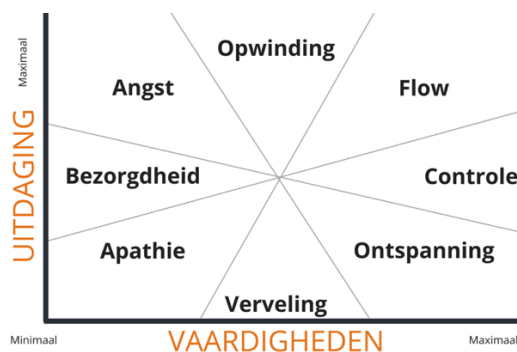 Maximaal
UITDAGING
Opwinding
Angst
Flow
Bezorgdheid
Controle
Apathie
Ontspanning
Verveling
Minimaal
VAARDIGHEDEN
Maximaal